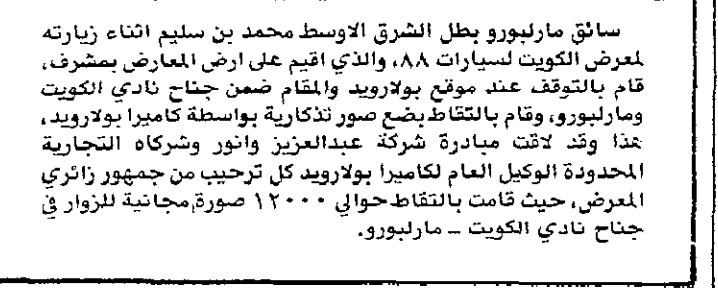 سائق مارلبورو بطل الشرق الاوسط محمد بن سليم اثناء زيارته
لمعرض الكويت لسيارات ٨٨، والذي اقيم على ارض المعارض بمشرف،
قام بالتوقف عند موقع بولارويد والمقام ضمن جناح نادي الكويت
ومارلبورو، وقام بالتقاط بضع صور تذكارية بواسطة كاميرا بولارويد،
هذا وقد لاقت مبادرة شركة عبدالعزيز وانور وشركاه التجارية
المحدودة الوكيل العام لكاميرا بولارويد كل ترحيب من جمهور زائري
المعرض، حيث قامت بالتقاط حوالي ١٢٠٠٠ صورة مجانية للزوار في
جناح نادي الكويت ــ مارلبورو.